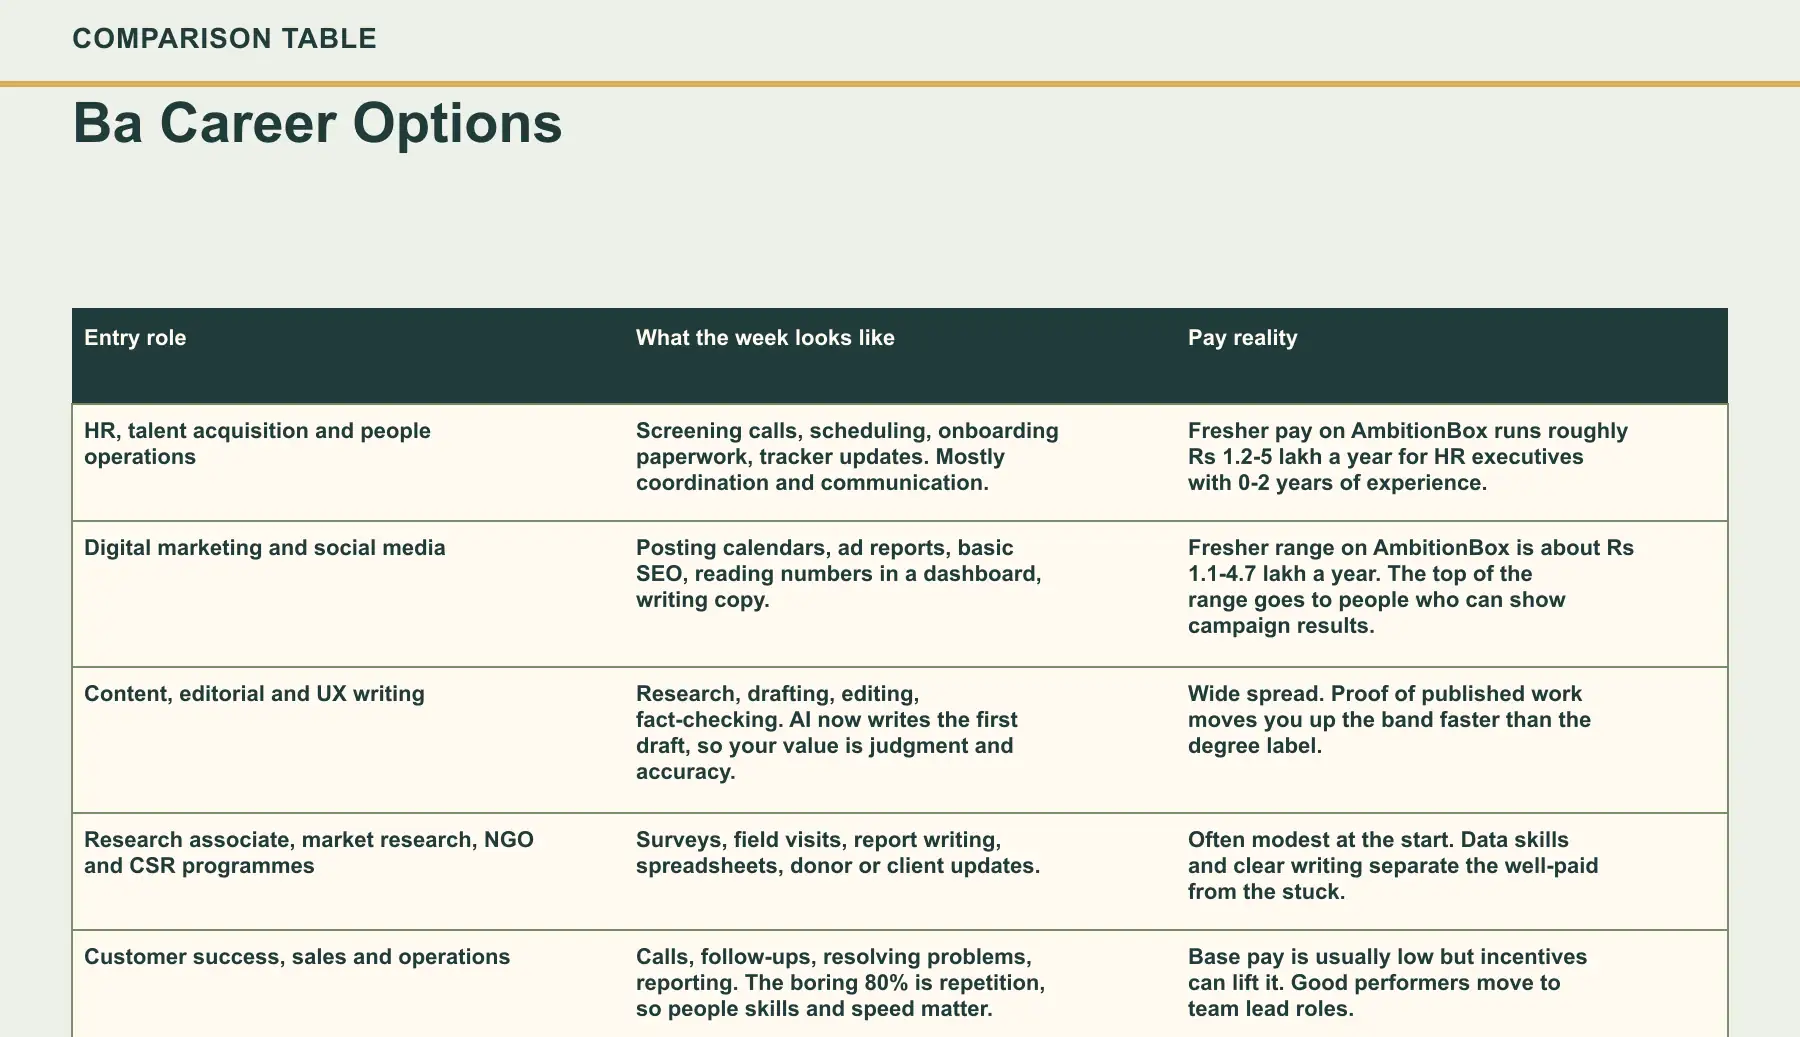 COMPARISON TABLE
Ba Career Options
Entry role
What the week looks like
Pay reality
HR, talent acquisition and people
operations
Screening calls, scheduling, onboarding
paperwork, tracker updates. Mostly
coordination and communication.
Fresher pay on AmbitionBox runs roughly
Rs 1.2-5 lakh a year for HR executives
with 0-2 years of experience.
Digital marketing and social media
Posting calendars, ad reports, basic
SEO, reading numbers in a dashboard,
writing copy.
Fresher range on AmbitionBox is about Rs
1.1-4.7 lakh a year. The top of the
range goes to people who can show
campaign results.
Content, editorial and UX writing
Research, drafting, editing,
fact-checking. AI now writes the first
draft, so your value is judgment and
accuracy.
Wide spread. Proof of published work
moves you up the band faster than the
degree label.
Research associate, market research, NGO
and CSR programmes
Surveys, field visits, report writing,
spreadsheets, donor or client updates.
Often modest at the start. Data skills
and clear writing separate the well-paid
from the stuck.
Customer success, sales and operations
Calls, follow-ups, resolving problems,
reporting. The boring 80% is repetition,
so people skills and speed matter.
Base pay is usually low but incentives
can lift it. Good performers move to
team lead roles.